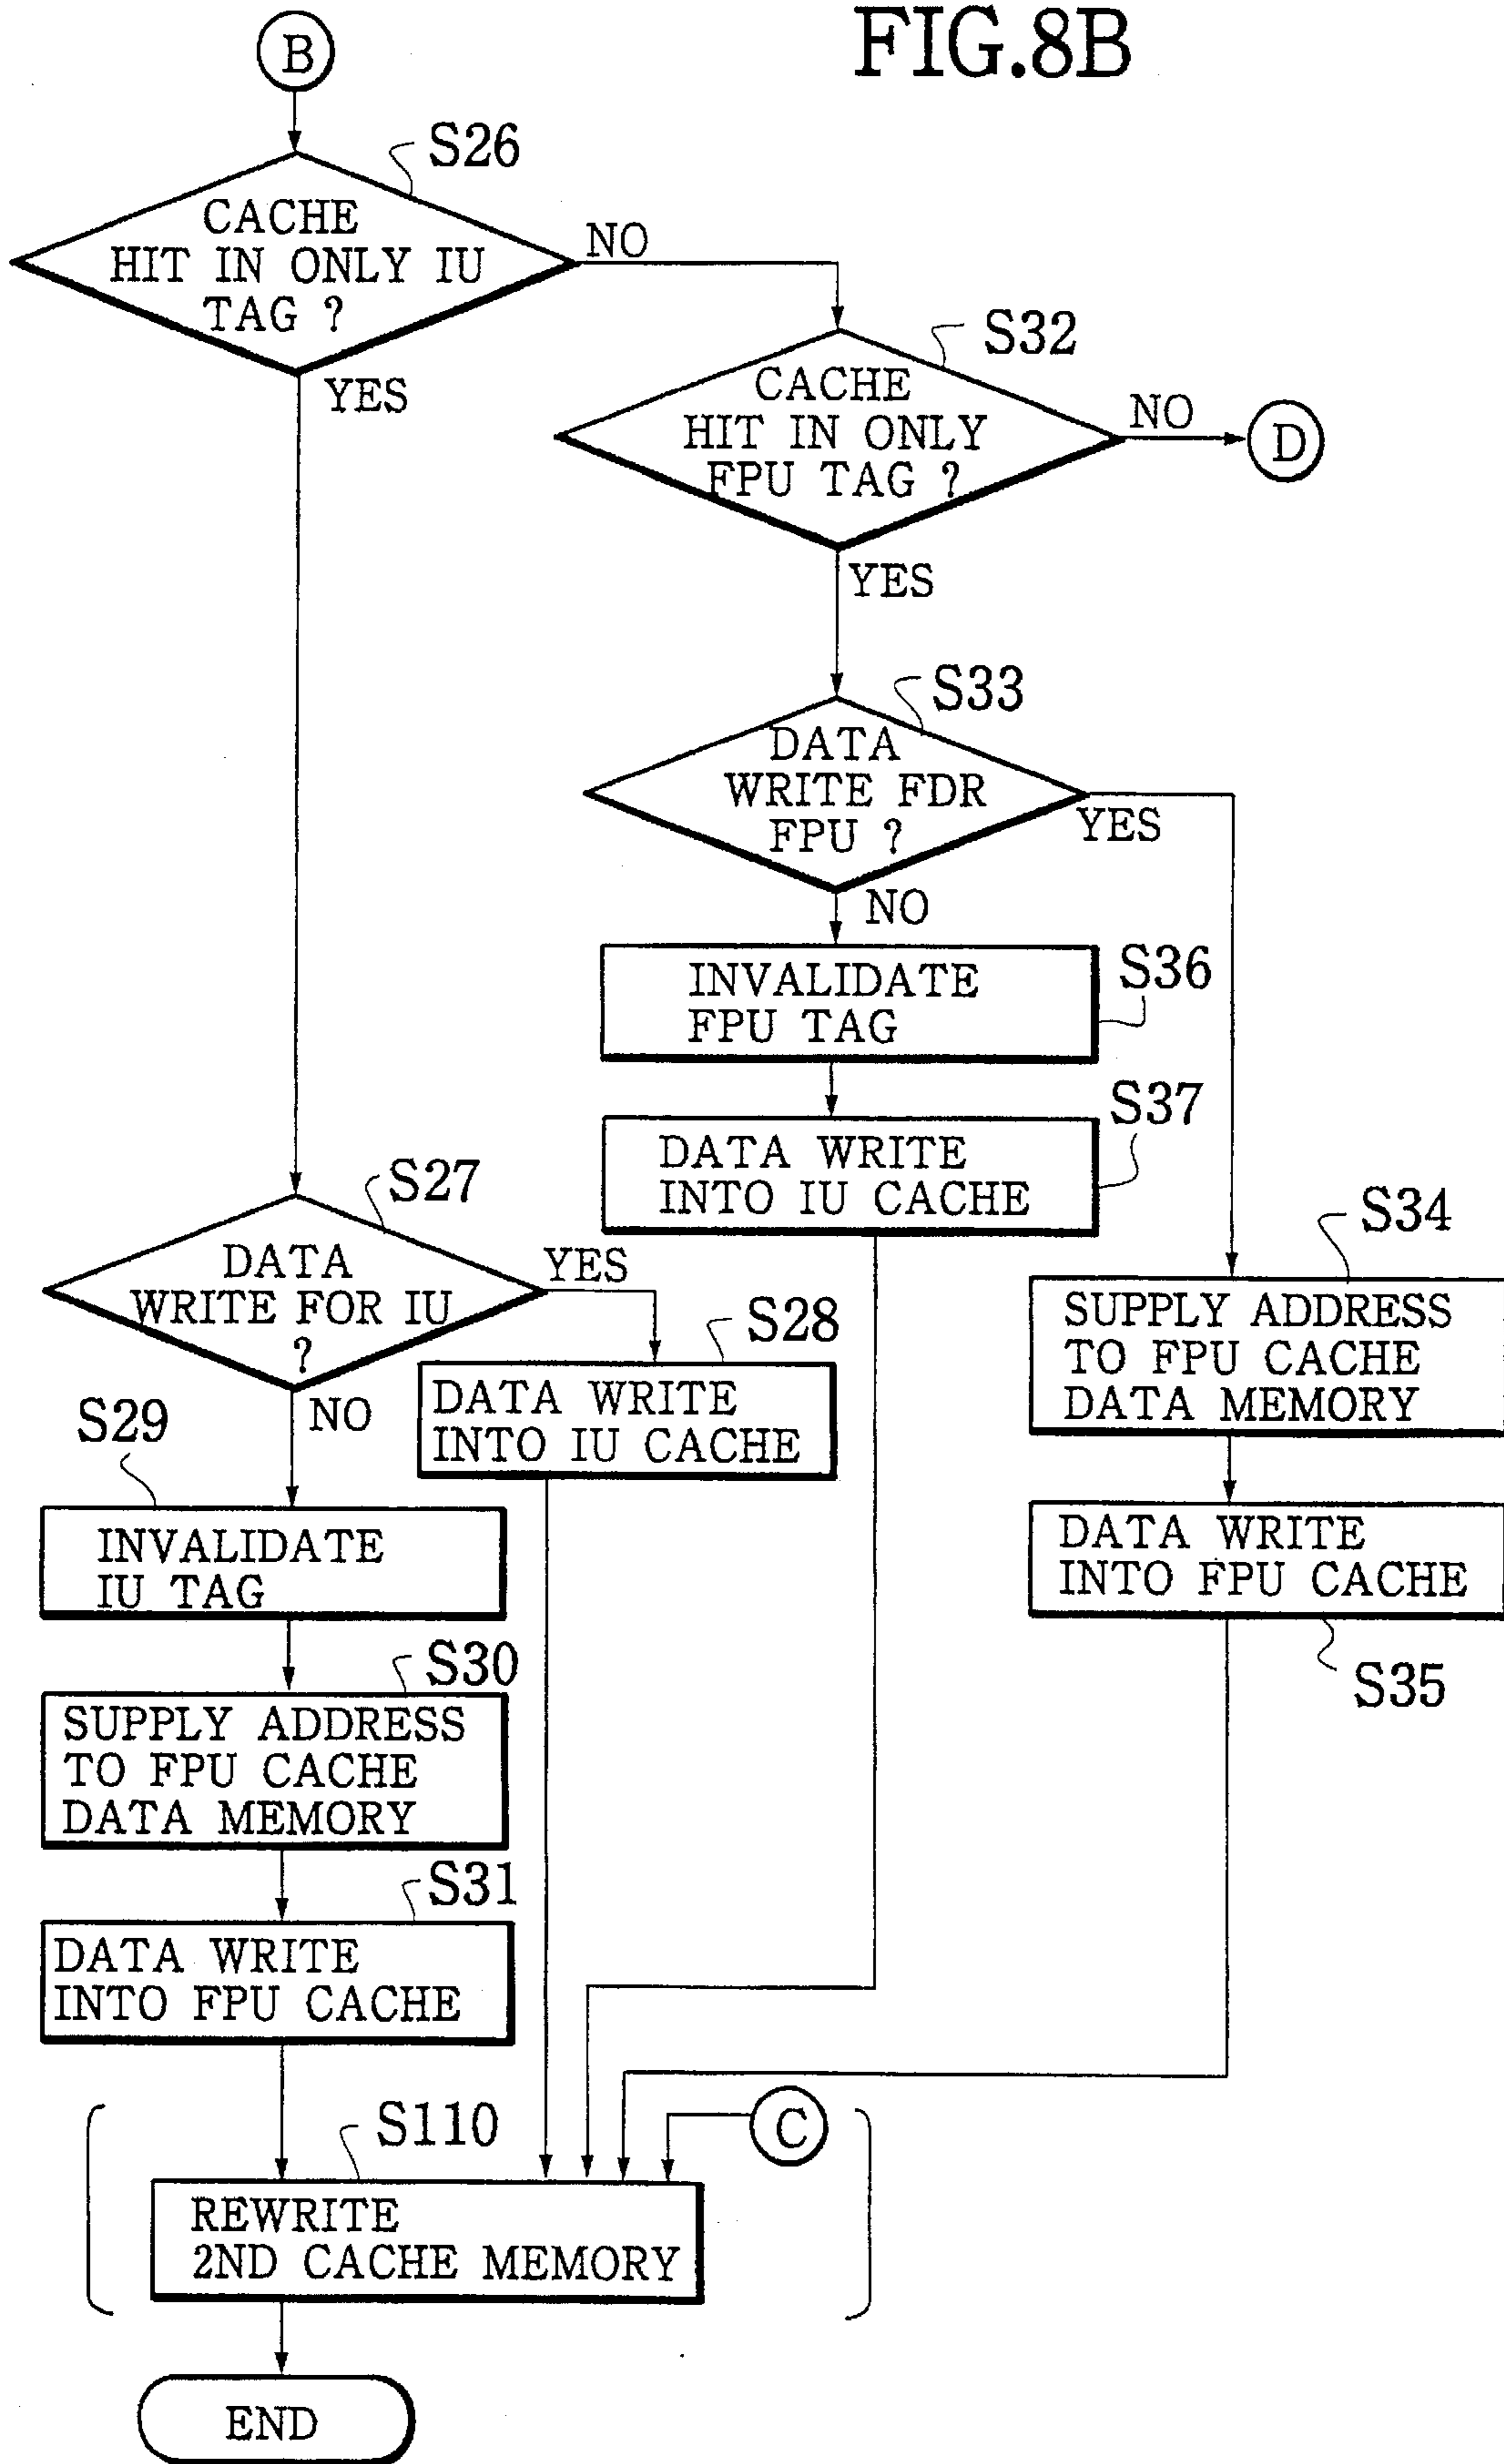 FIG.8B
B
S26
CACHE
HIT IN ONLY IU
TAG ?
NO
YES
S32
CACHE
HIT IN ONLY
FPU TAG ?
NO
D
YES
S33
DATA
WRITE FDR
FPU ?
YES
NO
S36
INVALIDATE
FPU TAG
S37
DATA WRITE
INTO IU CACHE
S27
DATA
WRITE FOR IU
?
YES
NO
S28
DATA WRITE
INTO IU CACHE
S34
SUPPLY ADDRESS
TO FPU CACHE
DATA MEMORY
S29
INVALIDATE
IU TAG
DATA WRITE
INTO FPU CACHE
S35
S30
SUPPLY ADDRESS
TO FPU CACHE
DATA MEMORY
S31
DATA WRITE
INTO FPU CACHE
S110
C
REWRITE
2ND CACHE MEMORY
END